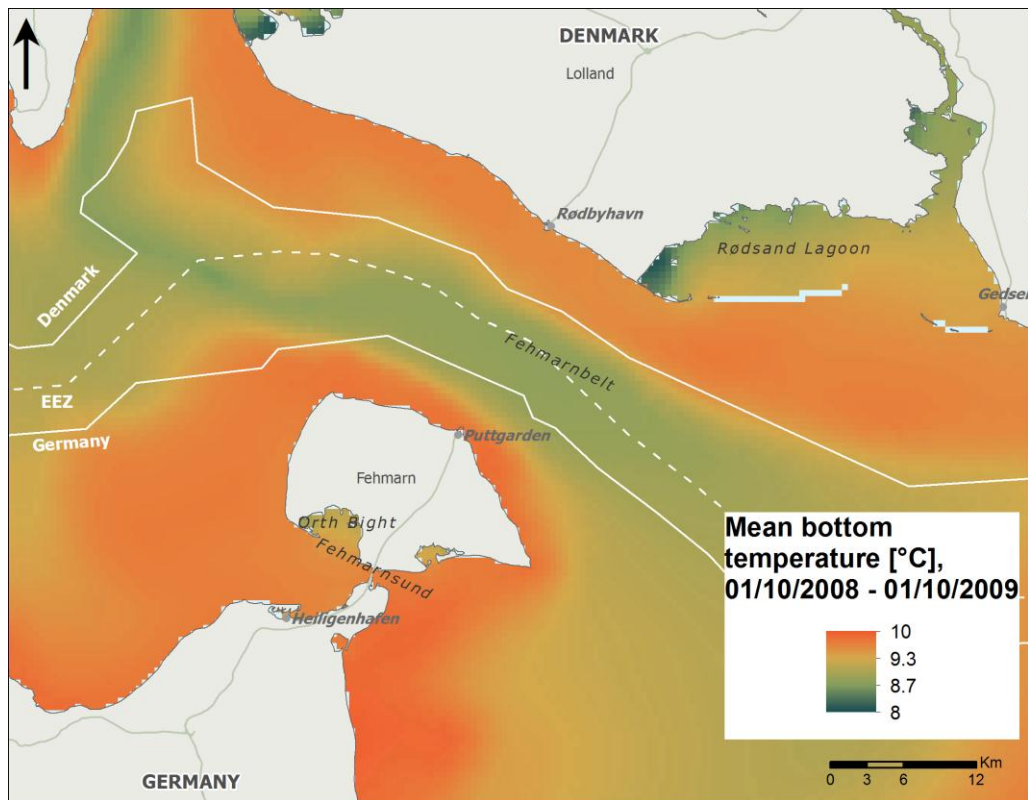 DENMARK
Lolland
Rødbyhavn
Rødsand Lagoon
Gedser
Denmark
Fehmarnbelt
EEZ
Germany
Puttgarden
Fehmarn
Orth Bight
Fehmarnsund
Heiligenhafen
GERMANY
Mean bottom
temperature [°C],
01/10/2008 - 01/10/2009
10
9.3
8.7
8
Km
0 3 6 12